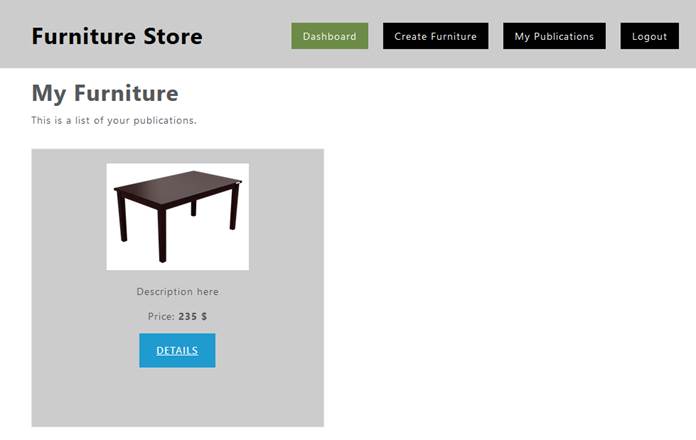 Furniture Store
Dashboard
Create Furniture
My Publications
Logout
My Furniture
This is a list of your publications.
Description here
Price: 235 $
DETAILS